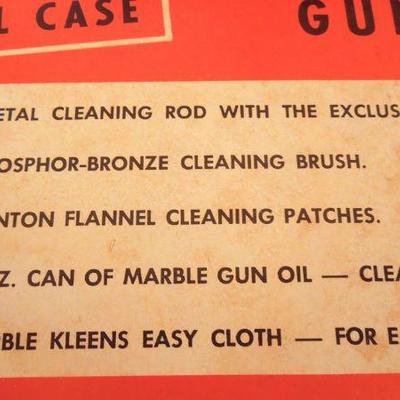 L CASE GU
ETAL CLEANING ROD WITH THE EXCLUS
OSPHOR-BRONZE CLEANING BRUSH.
NTON FLANNEL CLEANING PATCHES.
Z. CAN OF MARBLE GUN OIL — CLEA
BLE KLEENS EASY CLOTH — FOR E